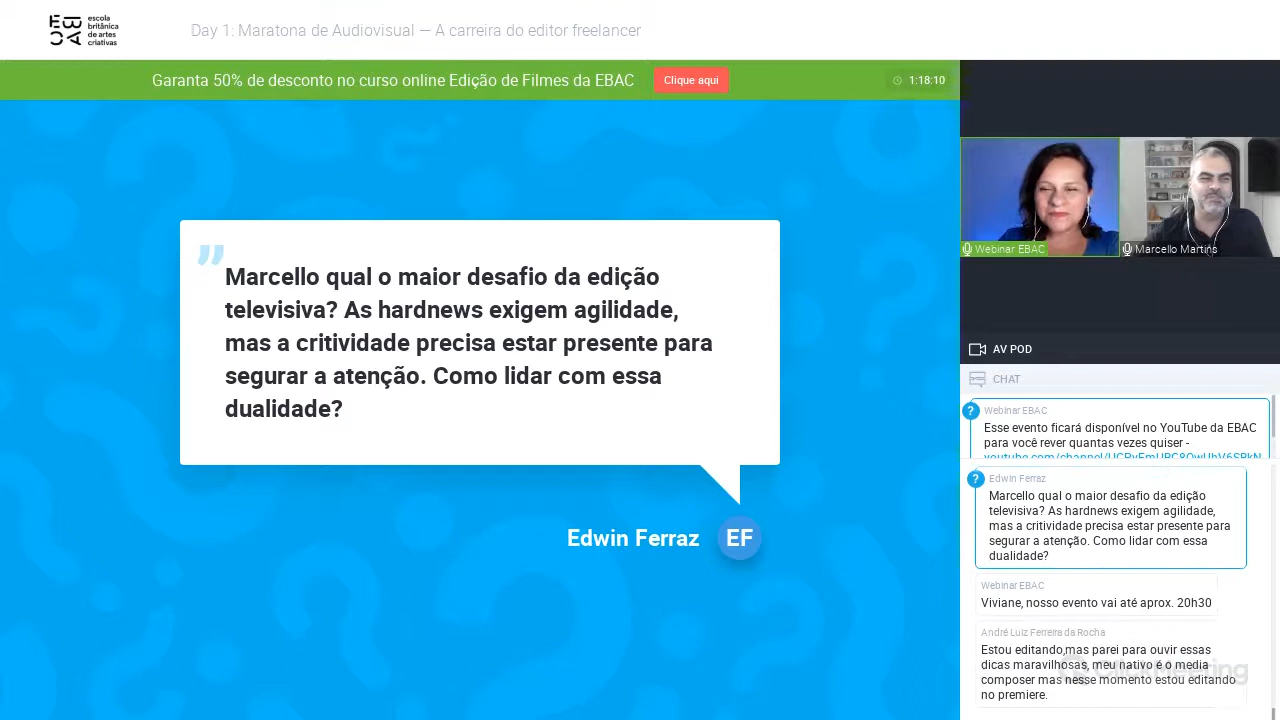 EBAC
escola
britânica
de artes
criativas
Day 1: Maratona de Audiovisual — A carreira do editor freelancer
Garanta 50% de desconto no curso online Edição de Filmes da EBAC
Clique aqui
1:18:10
Marcello qual o maior desafio da edição
televisiva? As hardnews exigem agilidade,
mas a critividade precisa estar presente para
segurar a atenção. Como lidar com essa
dualidade?
Edwin Ferraz
EF
Webinar EBAC
Marcello Martins
AV POD
CHAT
?
Webinar EBAC
Esse evento ficará disponível no YouTube da EBAC
para você rever quantas vezes quiser -
?
Edwin Ferraz
Marcello qual o maior desafio da edição
televisiva? As hardnews exigem agilidade,
mas a critividade precisa estar presente para
segurar a atenção. Como lidar com essa
dualidade?
Webinar EBAC
Viviane, nosso evento vai até aprox. 20h30
André Luiz Ferreira da Rocha
Estou editando,mas parei para ouvir essas
dicas maravilhosas, meu nativo é o media
composer mas nesse momento estou editando
no premiere.
ClickMeeting